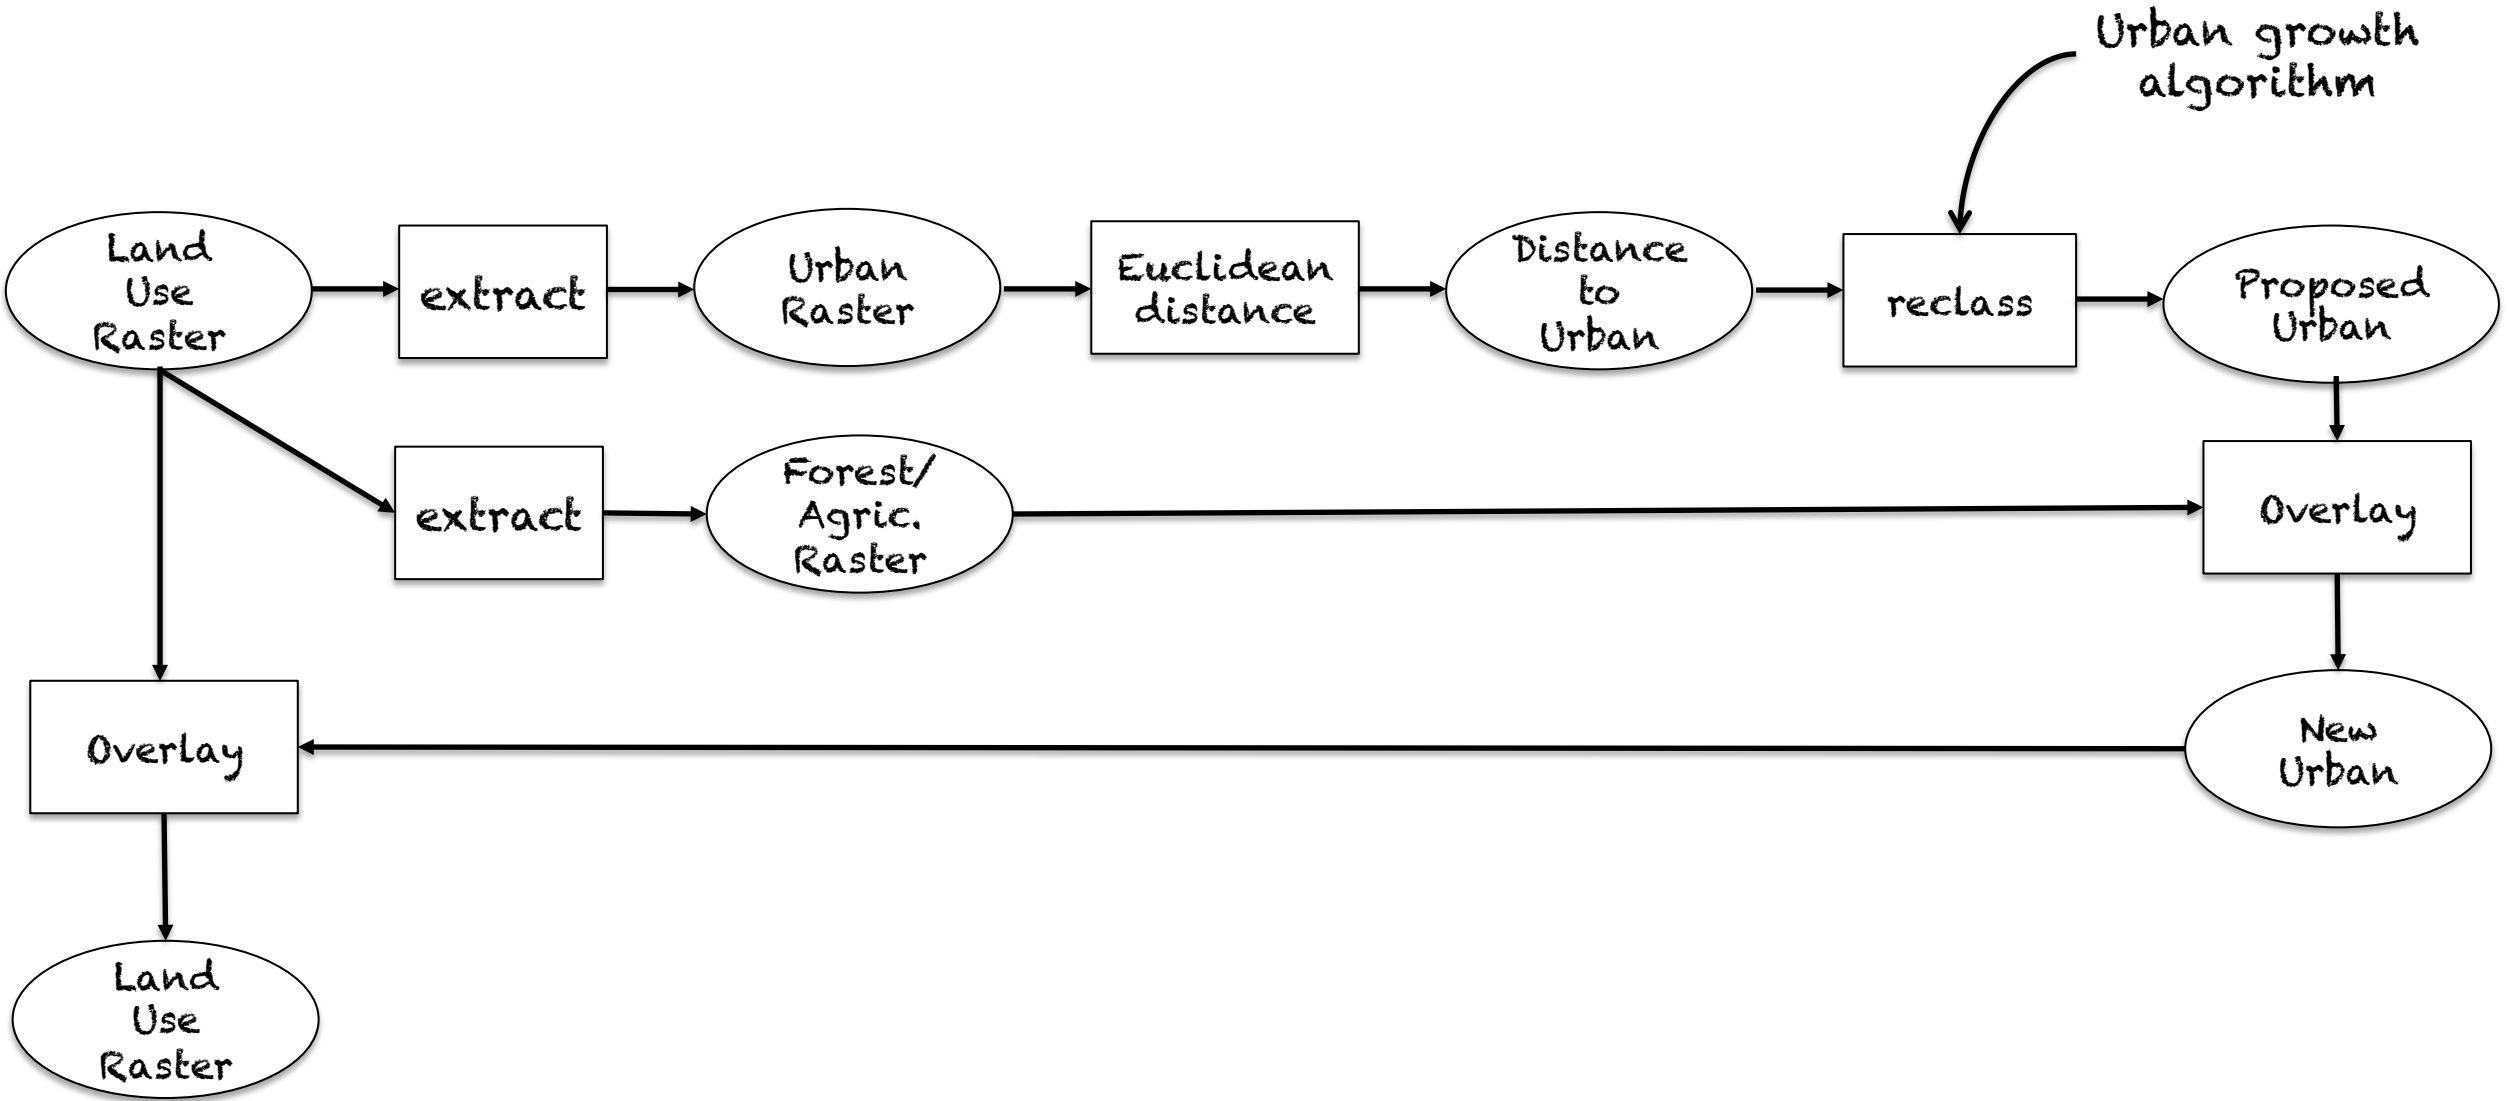 Urban growth
algorithm
Land
Use
Raster
extract
Urban
Raster
Euclidean
distance
Distance
to
Urban
reclass
Proposed
Urban
extract
Forest/
Agric.
Raster
Overlay
Overlay
New
Urban
Land
Use
Raster